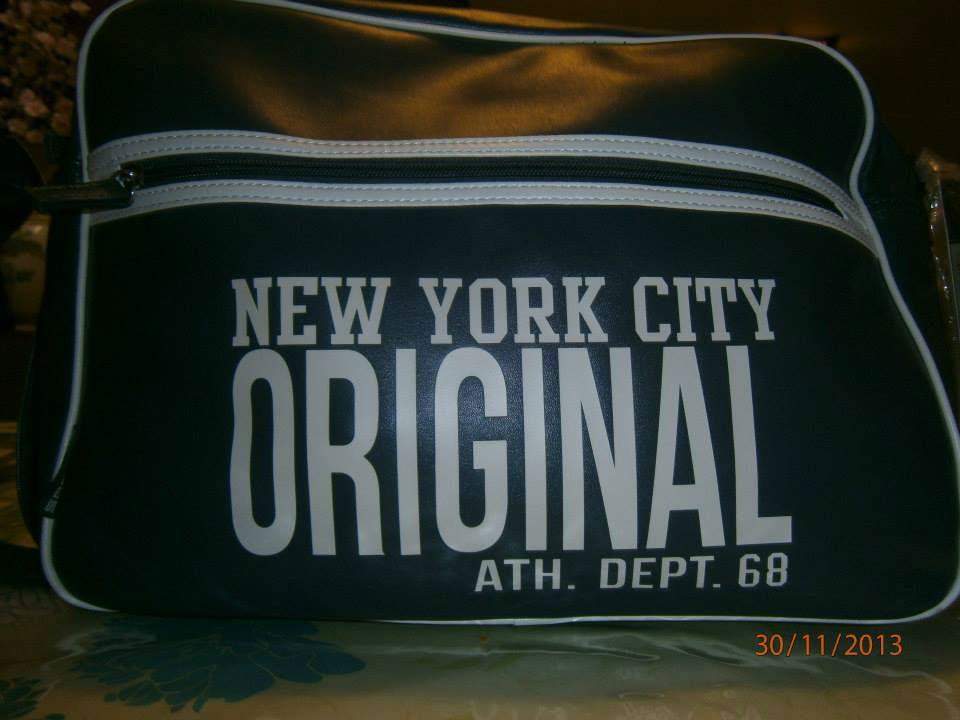 NEW YORK CITY
ORIGINAL
ATH. DEPT. 68
30/11/2013